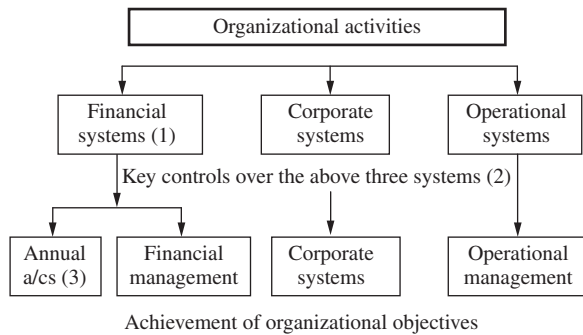 Organizational activities
Financial
systems (1)
Corporate
systems
Operational
systems
Key controls over the above three systems (2)
Annual
a/cs (3)
Financial
management
Corporate
systems
Operational
management
Achievement of organizational objectives